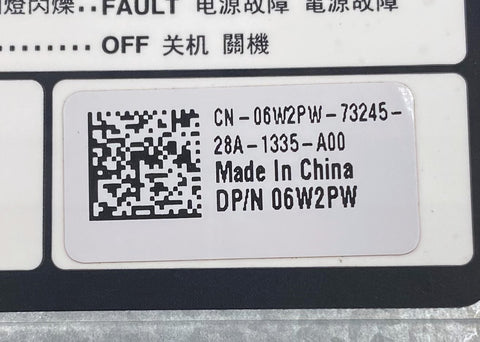 燈閃爍..FAULT 电源故障 電源故障
.........OFF 关机 關機
CN-06W2PW-73245-
28A-1335-A00
Made In China
DP/N 06W2PW